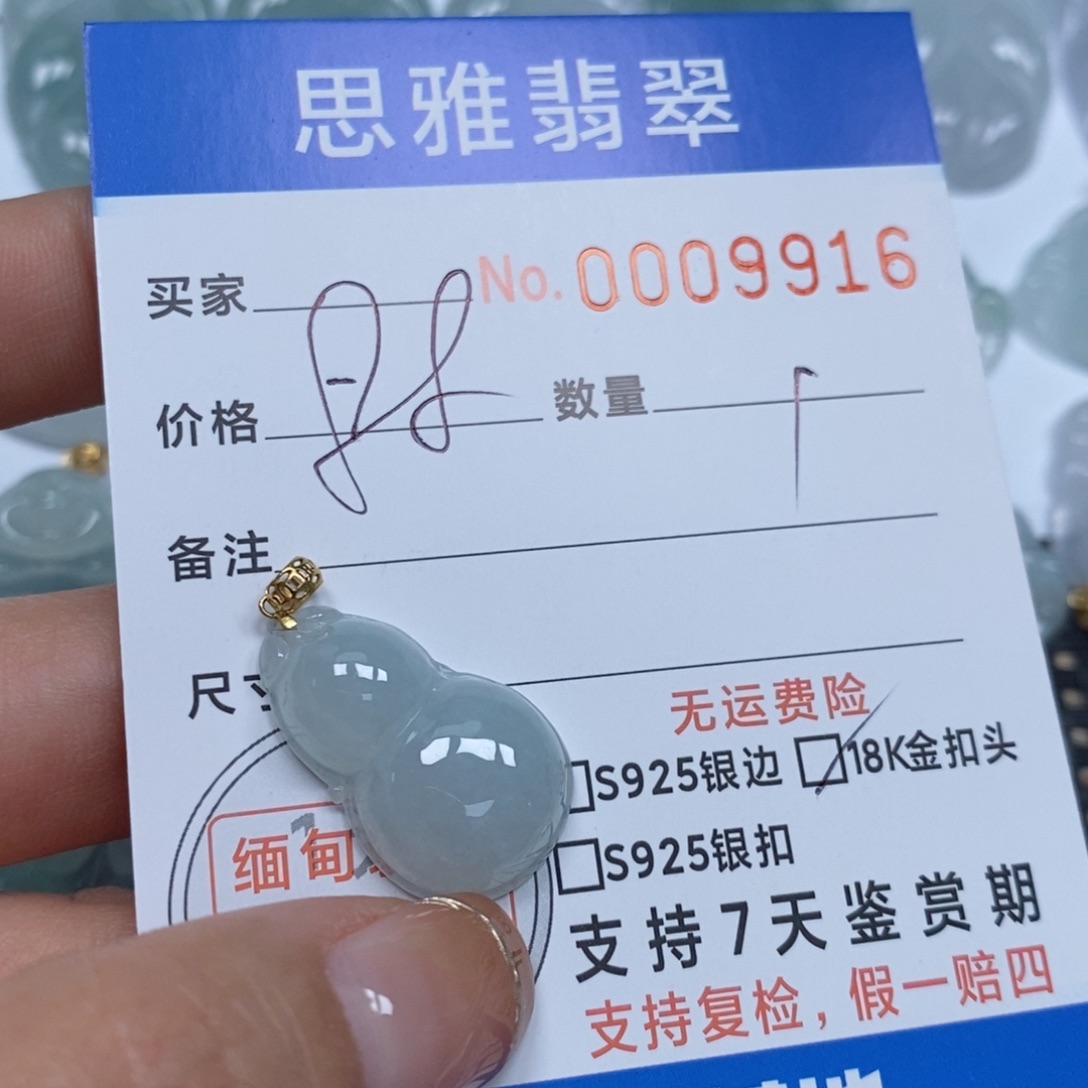 思雅翡翠
买家 No. 0009916
价格 数量 1
备注
尺寸
无运费险
□S925银边 ☑18K金扣头
缅甸
□S925银扣
支持7天鉴赏期
支持复检，假一赔四